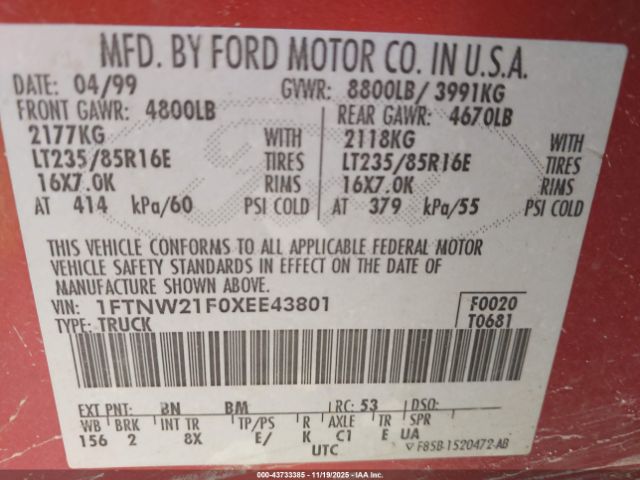 MFD. BY FORD MOTOR CO. IN U.S.A.
DATE: 04/99 GVWR: 8800LB/ 3991KG
FRONT GAWR: 4800LB REAR GAWR: 4670LB
2177KG WITH 2118KG WITH
LT235/85R16E TIRES LT235/85R16E TIRES
16X7.0K RIMS 16X7.0K RIMS
AT 414 kPa/60 PSI COLD AT 379 kPa/55 PSI COLD
THIS VEHICLE CONFORMS TO ALL APPLICABLE FEDERAL MOTOR
VEHICLE SAFETY STANDARDS IN EFFECT ON THE DATE OF
MANUFACTURE SHOWN ABOVE.
VIN: 1FTNW21F0XEE43801 F0020
TYPE: TRUCK T0681
EXT PNT: BN BM RC: 53 DSO:
WB BRK INT TR TP/PS R AXLE TR SPR
156 2 8X E/ K C1 E UA
UTC F85B-1520472-AB
000-43733385 - 11/19/2025 - IAA Inc.